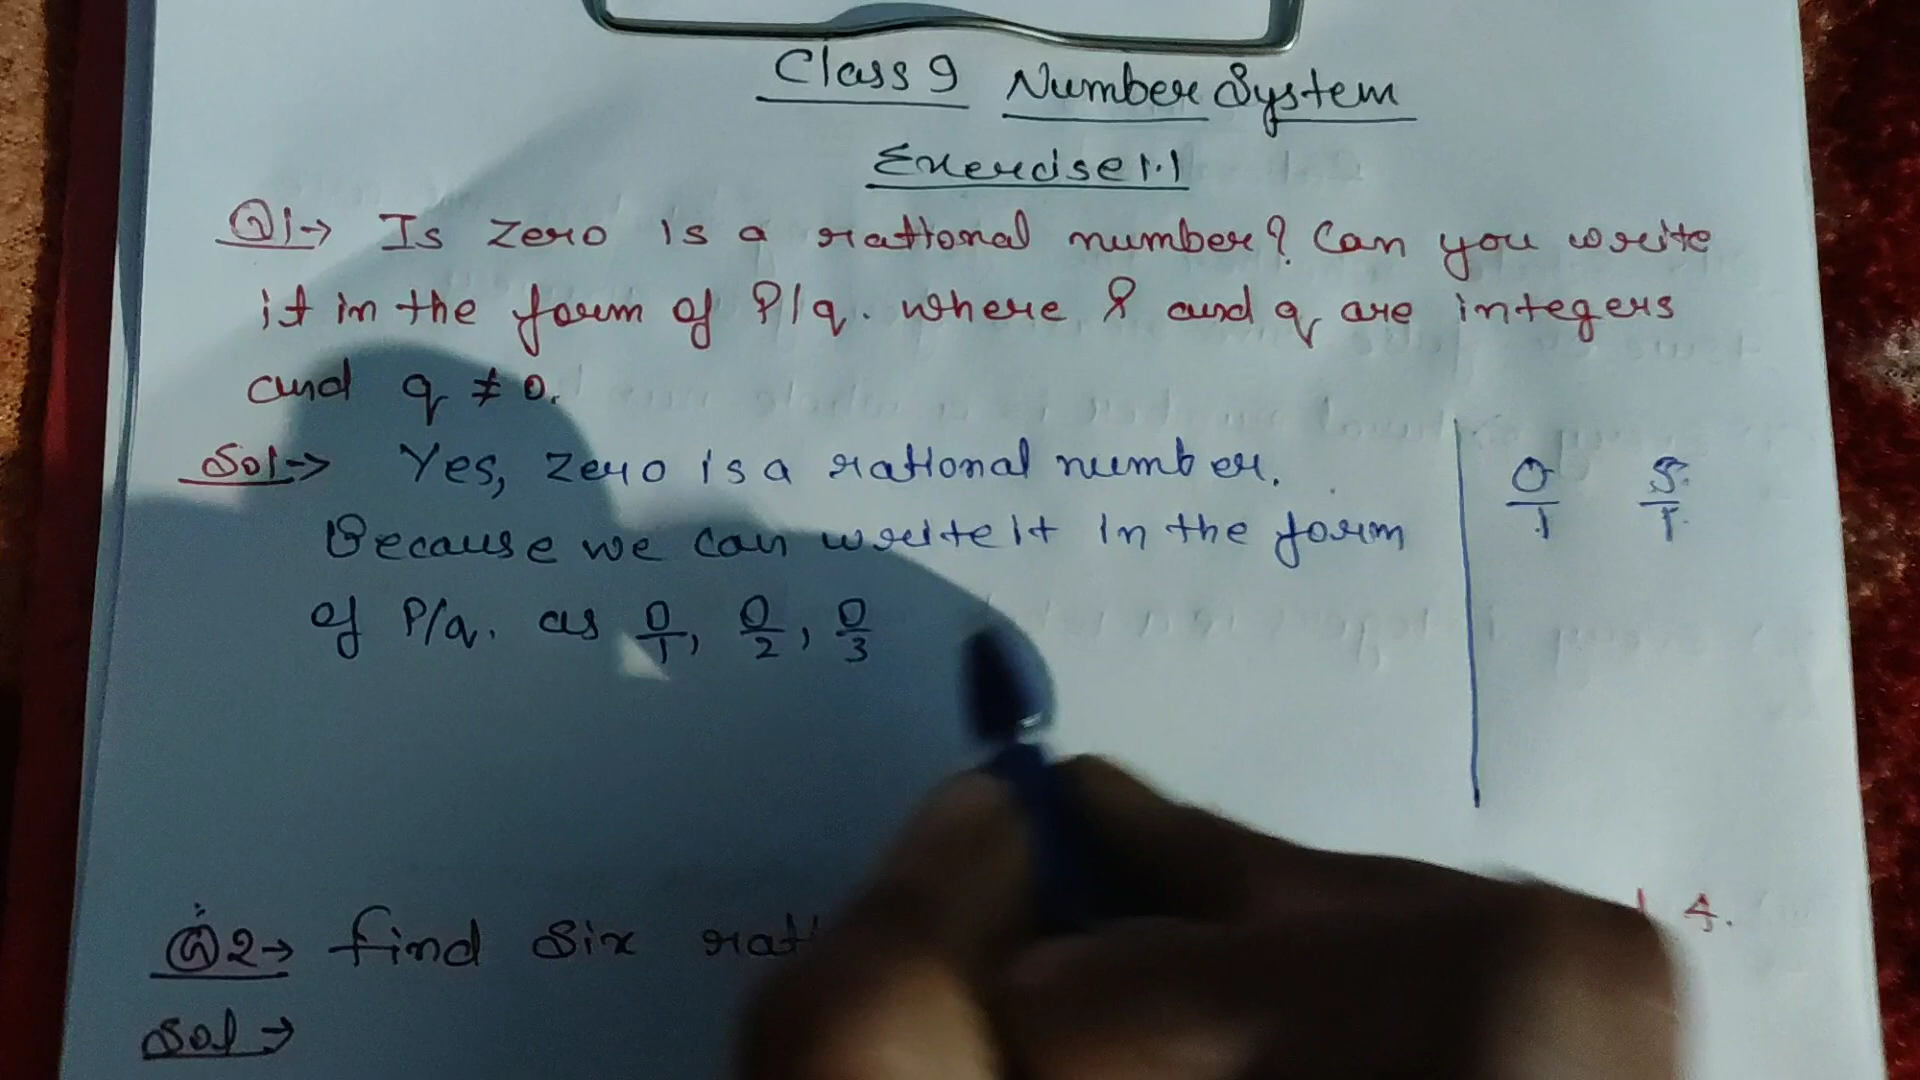 Class 9 Number System
Exercise 1.1
Q1→ Is zero is a rational number? Can you write
it in the form of P/q. where P and q are integers
and q ≠ 0.
Sol→ Yes, zero is a rational number.
Because we can write it in the form
of P/q. as 0/1, 0/2, 0/3
0/1 5/1
Q2→ find six 4.
Sol→